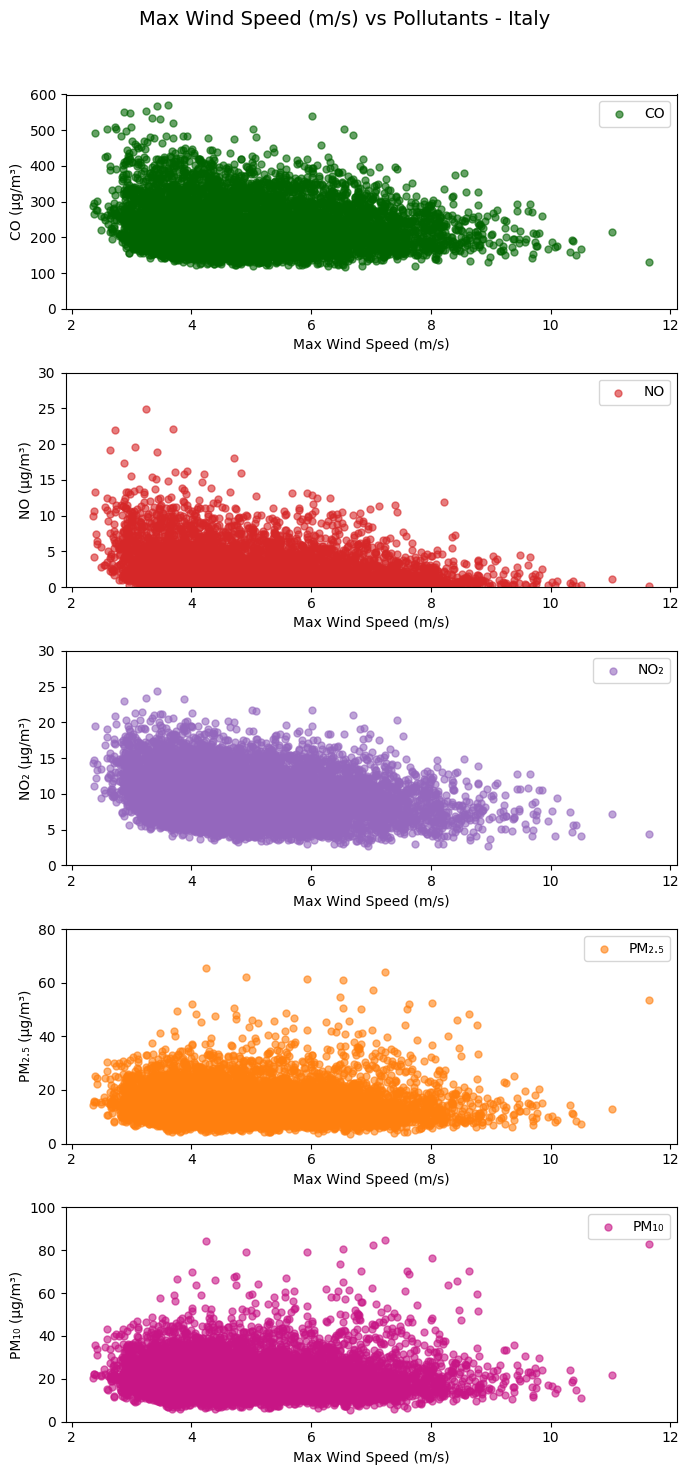 Max Wind Speed (m/s) vs Pollutants - Italy
CO (µg/m³)
600
500
400
300
200
100
0
CO
2 4 6 8 10 12
Max Wind Speed (m/s)
NO (µg/m³)
30
25
20
15
10
5
0
NO
2 4 6 8 10 12
Max Wind Speed (m/s)
NO₂ (µg/m³)
30
25
20
15
10
5
0
NO₂
2 4 6 8 10 12
Max Wind Speed (m/s)
PM₂.₅ (µg/m³)
80
60
40
20
0
PM₂.₅
2 4 6 8 10 12
Max Wind Speed (m/s)
PM₁₀ (µg/m³)
100
80
60
40
20
0
PM₁₀
2 4 6 8 10 12
Max Wind Speed (m/s)